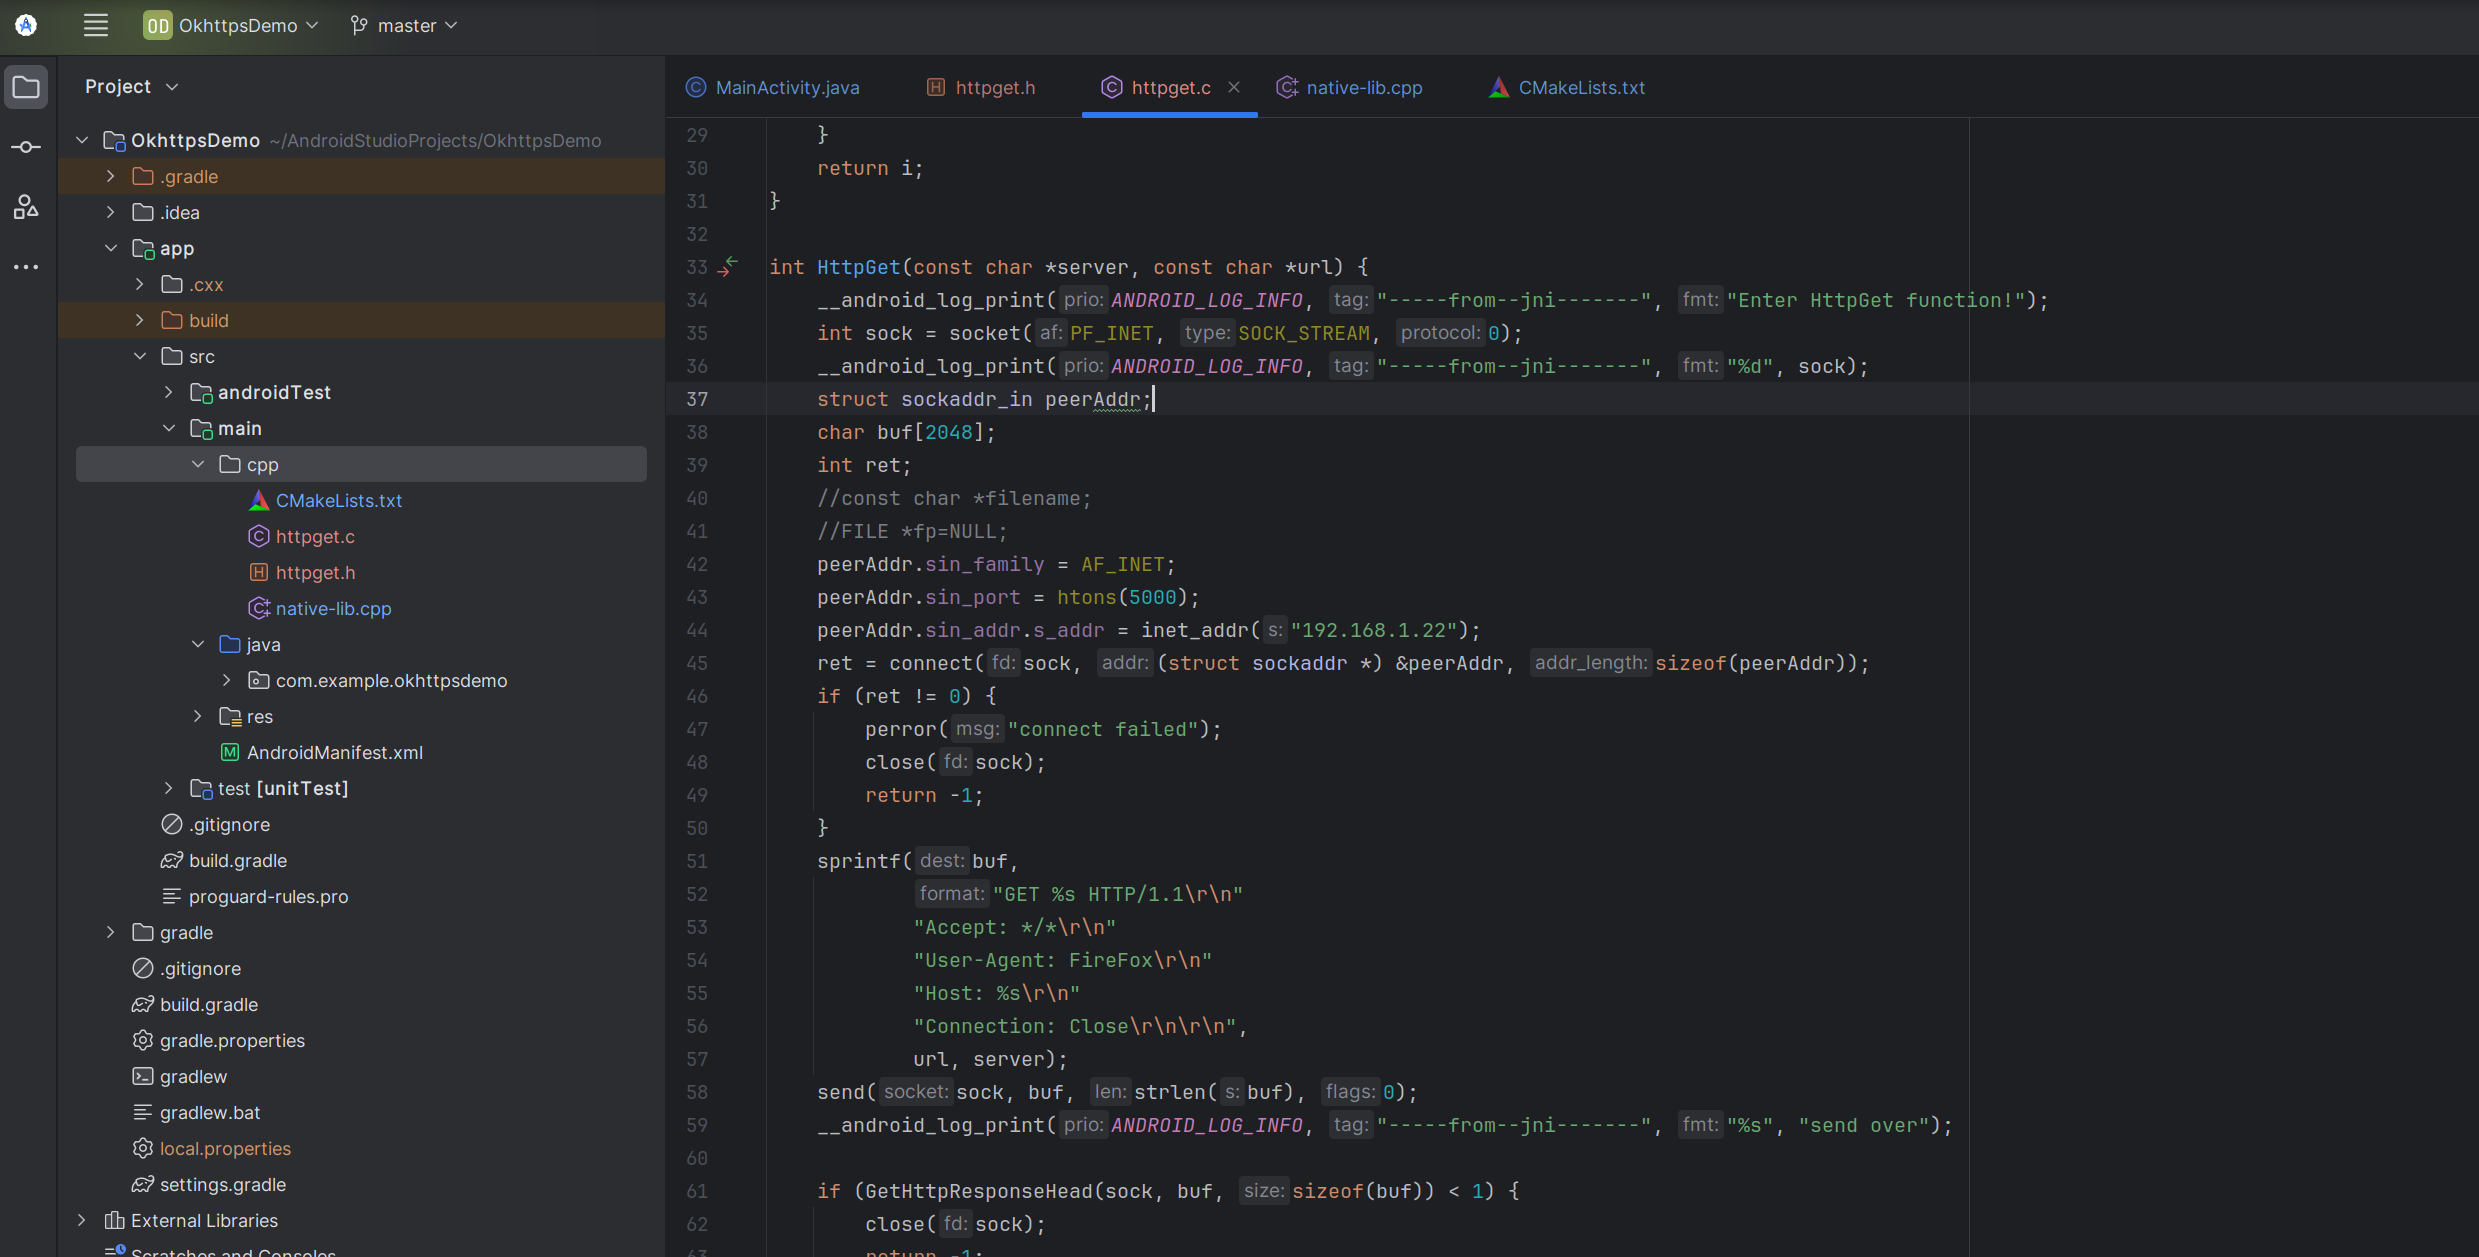 OD OkhttpsDemo master
Project
OkhttpsDemo ~/AndroidStudioProjects/OkhttpsDemo
.gradle
.idea
app
.cxx
build
src
androidTest
main
cpp
CMakeLists.txt
httpget.c
httpget.h
native-lib.cpp
java
com.example.okhttpsdemo
res
AndroidManifest.xml
test [unitTest]
.gitignore
build.gradle
proguard-rules.pro
gradle
.gitignore
build.gradle
gradle.properties
gradlew
gradlew.bat
local.properties
settings.gradle
External Libraries
Scratches and Consoles
MainActivity.java httpget.h httpget.c native-lib.cpp CMakeLists.txt
29 }
30 return i;
31 }
32
33 int HttpGet(const char *server, const char *url) {
34 __android_log_print( prio: ANDROID_LOG_INFO, tag: "-----from--jni-------", fmt: "Enter HttpGet function!");
35 int sock = socket( af: PF_INET, type: SOCK_STREAM, protocol: 0);
36 __android_log_print( prio: ANDROID_LOG_INFO, tag: "-----from--jni-------", fmt: "%d", sock);
37 struct sockaddr_in peerAddr;
38 char buf[2048];
39 int ret;
40 //const char *filename;
41 //FILE *fp=NULL;
42 peerAddr.sin_family = AF_INET;
43 peerAddr.sin_port = htons(5000);
44 peerAddr.sin_addr.s_addr = inet_addr( s: "192.168.1.22");
45 ret = connect( fd: sock, addr: (struct sockaddr *) &peerAddr, addr_length: sizeof(peerAddr));
46 if (ret != 0) {
47 perror( msg: "connect failed");
48 close( fd: sock);
49 return -1;
50 }
51 sprintf( dest: buf,
52 format: "GET %s HTTP/1.1\r\n"
53 "Accept: */*\r\n"
54 "User-Agent: FireFox\r\n"
55 "Host: %s\r\n"
56 "Connection: Close\r\n\r\n",
57 url, server);
58 send( socket: sock, buf, len: strlen( s: buf), flags: 0);
59 __android_log_print( prio: ANDROID_LOG_INFO, tag: "-----from--jni-------", fmt: "%s", "send over");
60
61 if (GetHttpResponseHead(sock, buf, size: sizeof(buf)) < 1) {
62 close( fd: sock);
63 return -1;